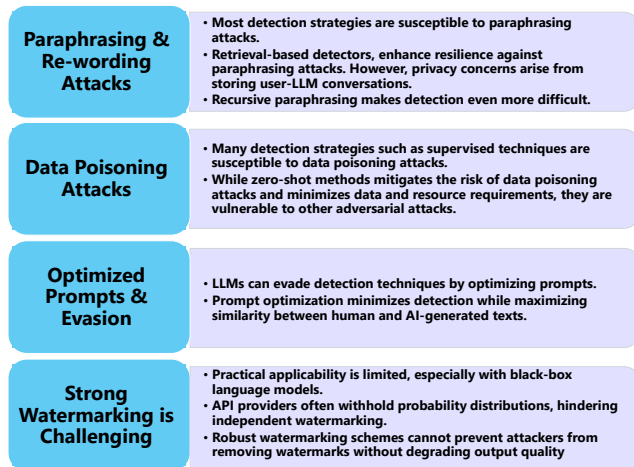 Paraphrasing &
Re-wording
Attacks
• Most detection strategies are susceptible to paraphrasing
attacks.
• Retrieval-based detectors, enhance resilience against
paraphrasing attacks. However, privacy concerns arise from
storing user-LLM conversations.
• Recursive paraphrasing makes detection even more difficult.
Data Poisoning
Attacks
• Many detection strategies such as supervised techniques are
susceptible to data poisoning attacks.
• While zero-shot methods mitigates the risk of data poisoning
attacks and minimizes data and resource requirements, they are
vulnerable to other adversarial attacks.
Optimized
Prompts &
Evasion
• LLMs can evade detection techniques by optimizing prompts.
• Prompt optimization minimizes detection while maximizing
similarity between human and AI-generated texts.
Strong
Watermarking is
Challenging
• Practical applicability is limited, especially with black-box
language models.
• API providers often withhold probability distributions, hindering
independent watermarking.
• Robust watermarking schemes cannot prevent attackers from
removing watermarks without degrading output quality